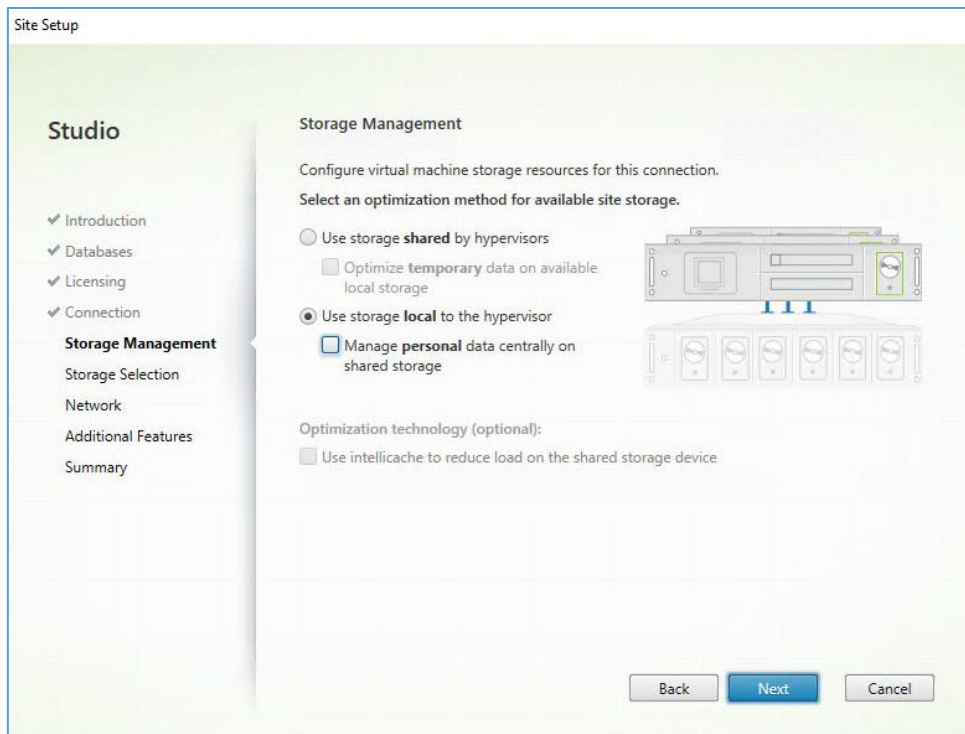 Site Setup
Studio
Introduction
Databases
Licensing
Connection
Storage Management
Storage Selection
Network
Additional Features
Summary
Storage Management
Configure virtual machine storage resources for this connection.
Select an optimization method for available site storage.
Use storage shared by hypervisors
Optimize temporary data on available
local storage
Use storage local to the hypervisor
Manage personal data centrally on
shared storage
Optimization technology (optional):
Use intellicache to reduce load on the shared storage device
Back
Next
Cancel